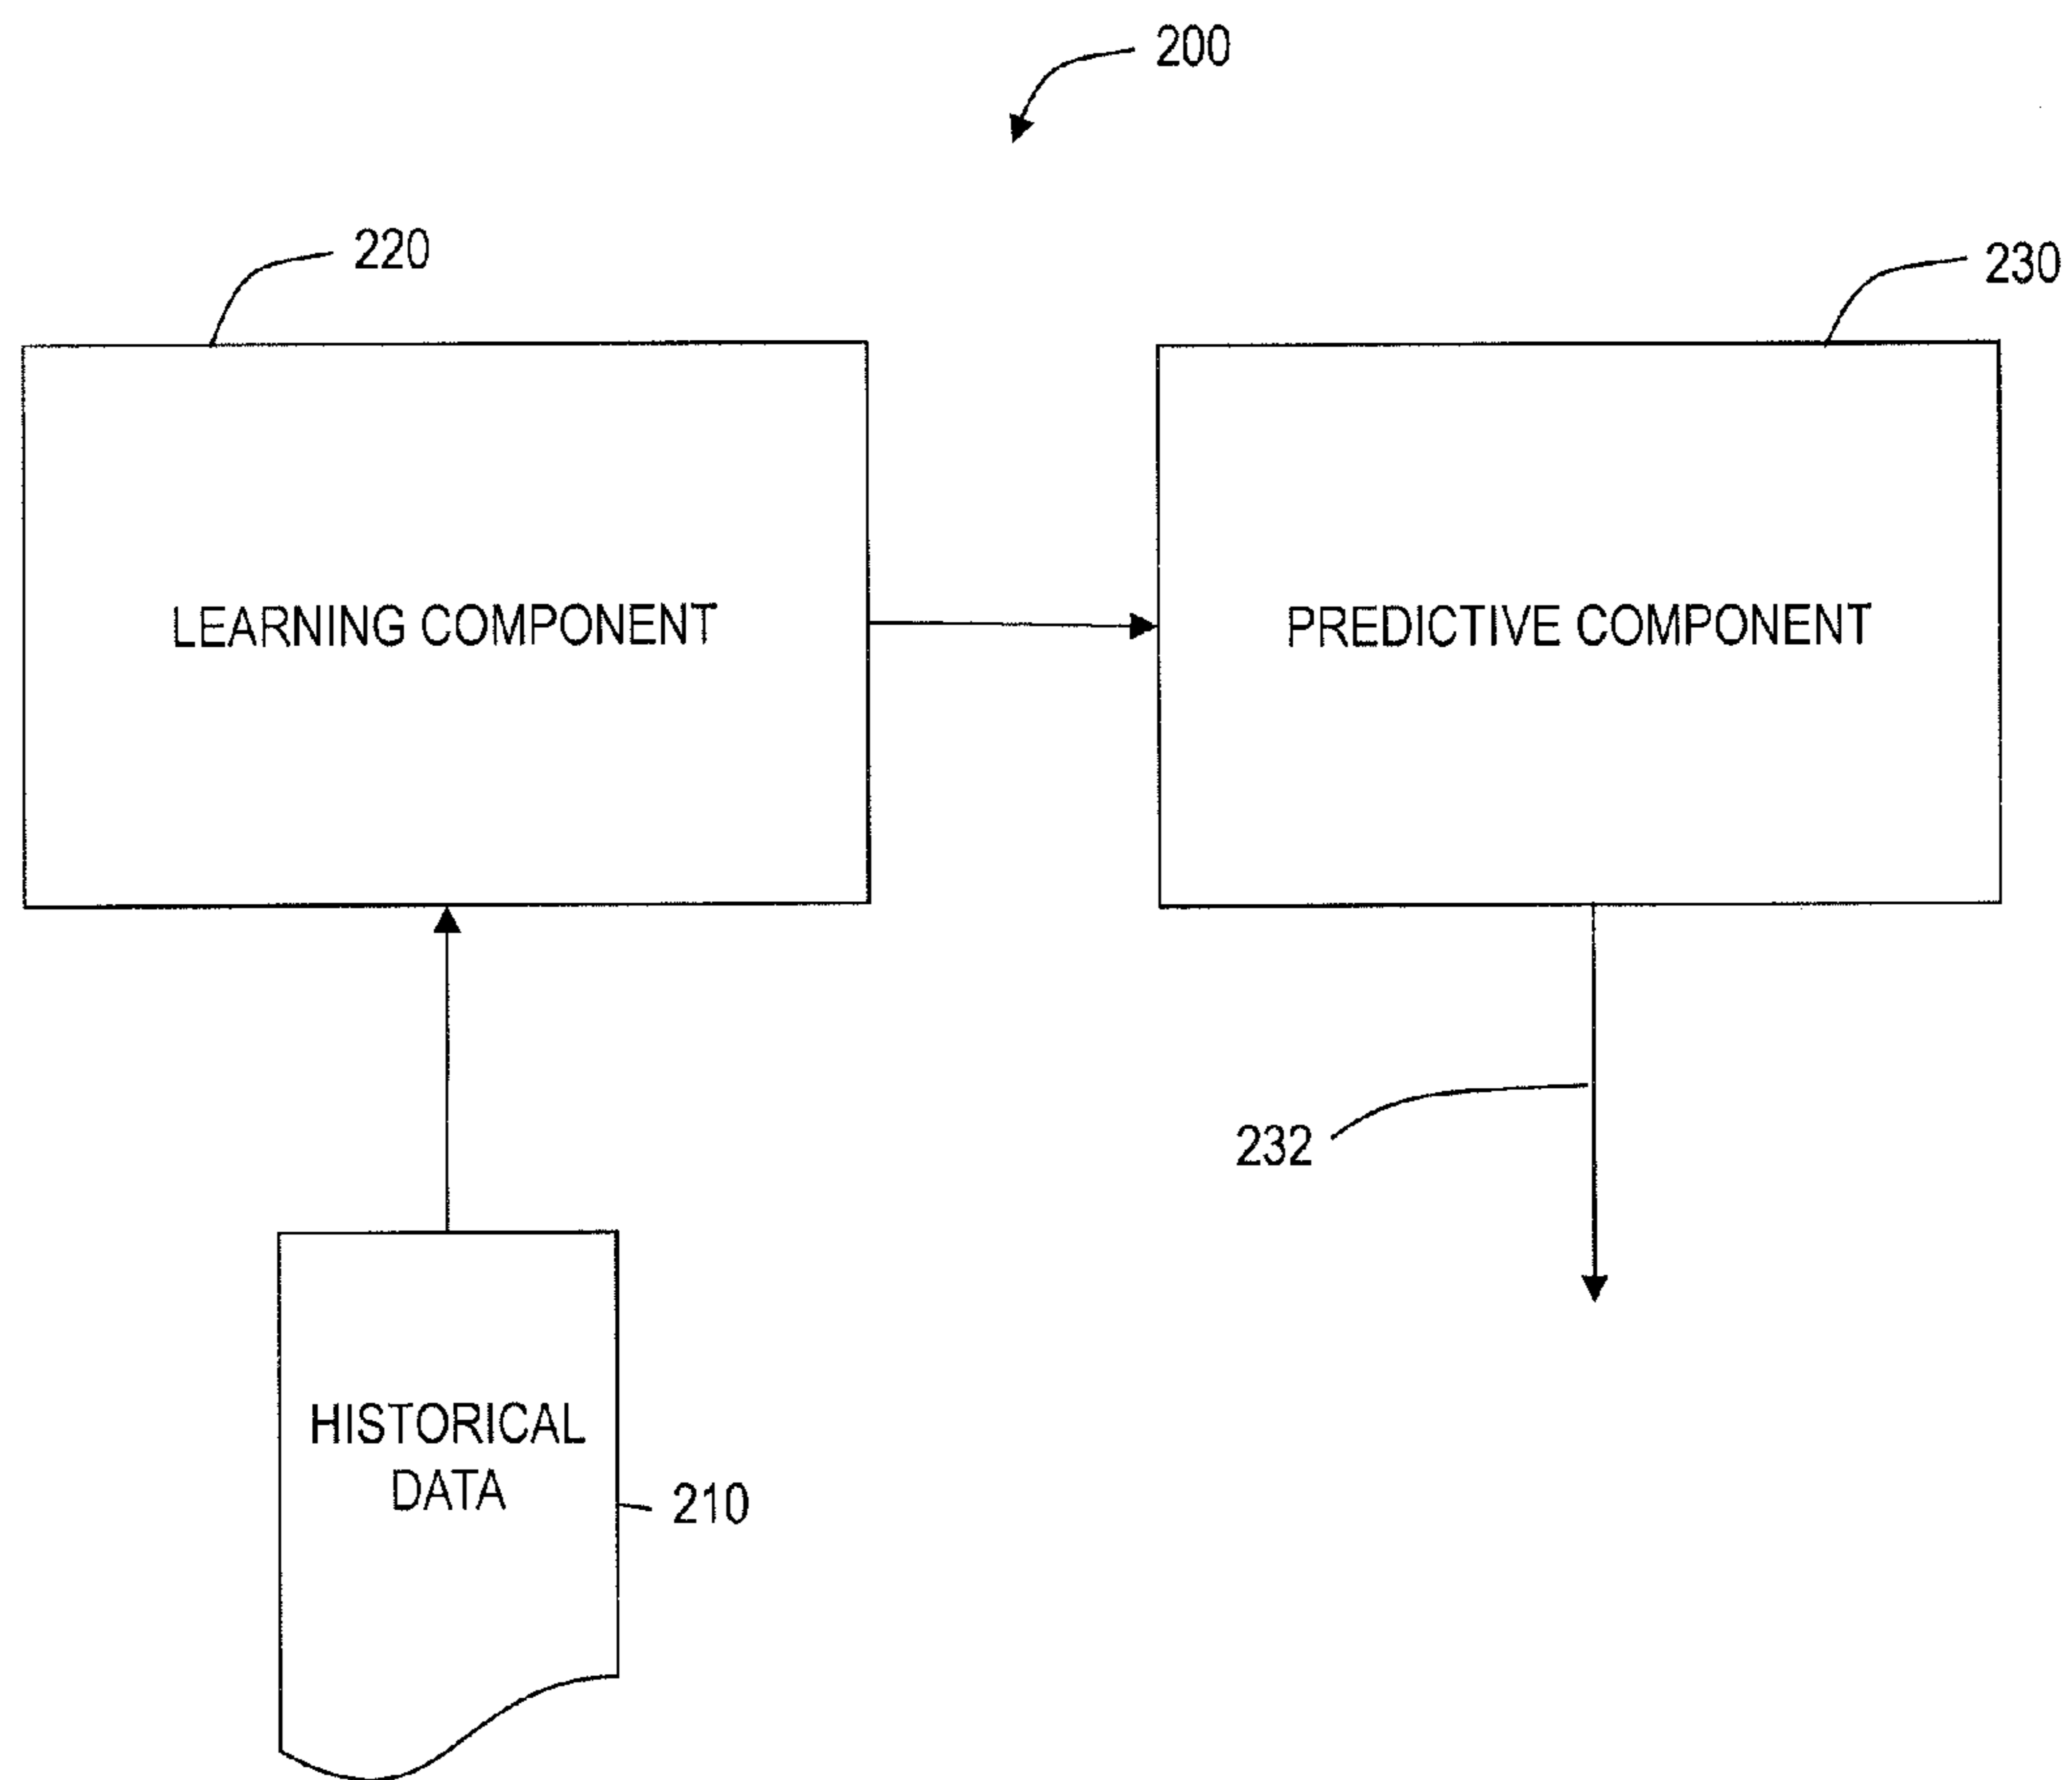 200
220
230
LEARNING COMPONENT
PREDICTIVE COMPONENT
232
HISTORICAL
DATA
210